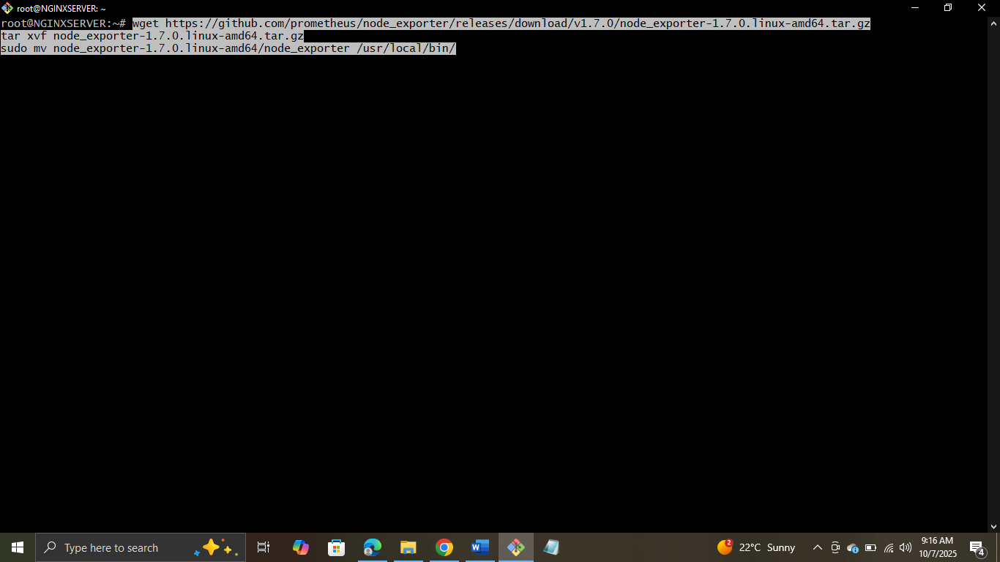 root@NGINXSERVER: ~
root@NGINXSERVER:~# wget https://github.com/prometheus/node_exporter/releases/download/v1.7.0/node_exporter-1.7.0.linux-amd64.tar.gz
tar xvf node_exporter-1.7.0.linux-amd64.tar.gz
sudo mv node_exporter-1.7.0.linux-amd64/node_exporter /usr/local/bin/
Type here to search
2
22°C Sunny
9:16 AM
10/7/2025
4